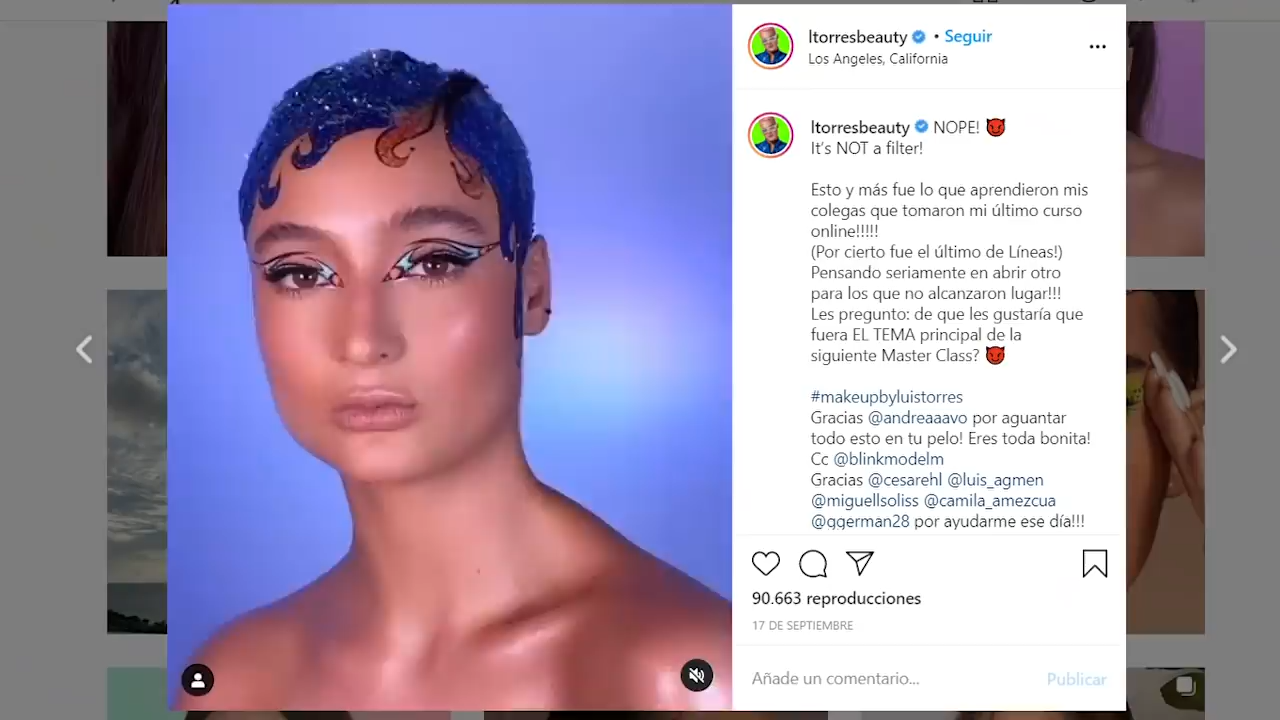 ltorresbeauty • Seguir
Los Angeles, California
ltorresbeauty NOPE! 😈
It's NOT a filter!
Esto y más fue lo que aprendieron mis
colegas que tomaron mi último curso
online!!!!!
(Por cierto fue el último de Líneas!)
Pensando seriamente en abrir otro
para los que no alcanzaron lugar!!!
Les pregunto: de que les gustaría que
fuera EL TEMA principal de la
siguiente Master Class? 😈
#makeupbyluistorres
Gracias @andreaaavo por aguantar
todo esto en tu pelo! Eres toda bonita!
Cc @blinkmodelm
Gracias @cesarehl @luis_agmen
@miguellsoliss @camila_amezcua
@ggerman28 por ayudarme ese día!!!
90.663 reproducciones
17 DE SEPTIEMBRE
Añade un comentario...
Publicar